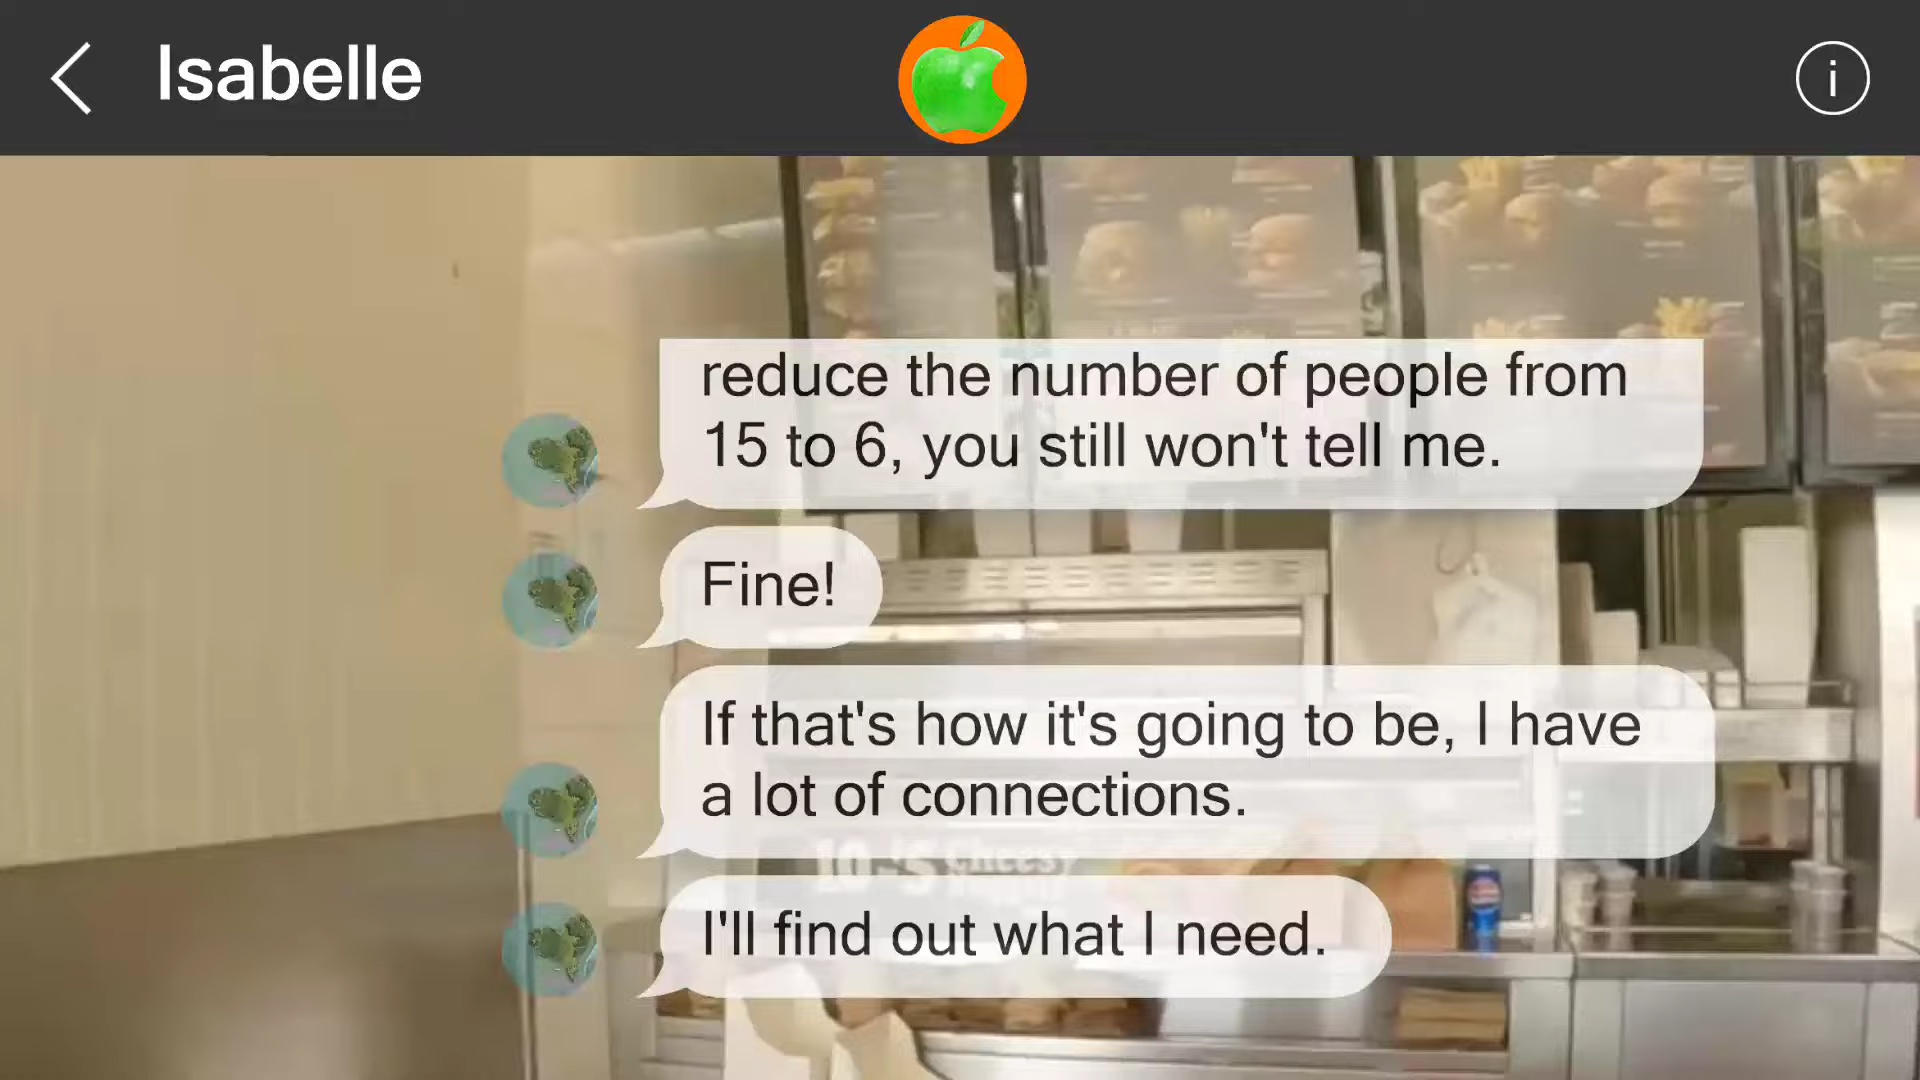 Isabelle
i
reduce the number of people from
15 to 6, you still won't tell me.
Fine!
If that's how it's going to be, I have
a lot of connections.
I'll find out what I need.
Cheesy